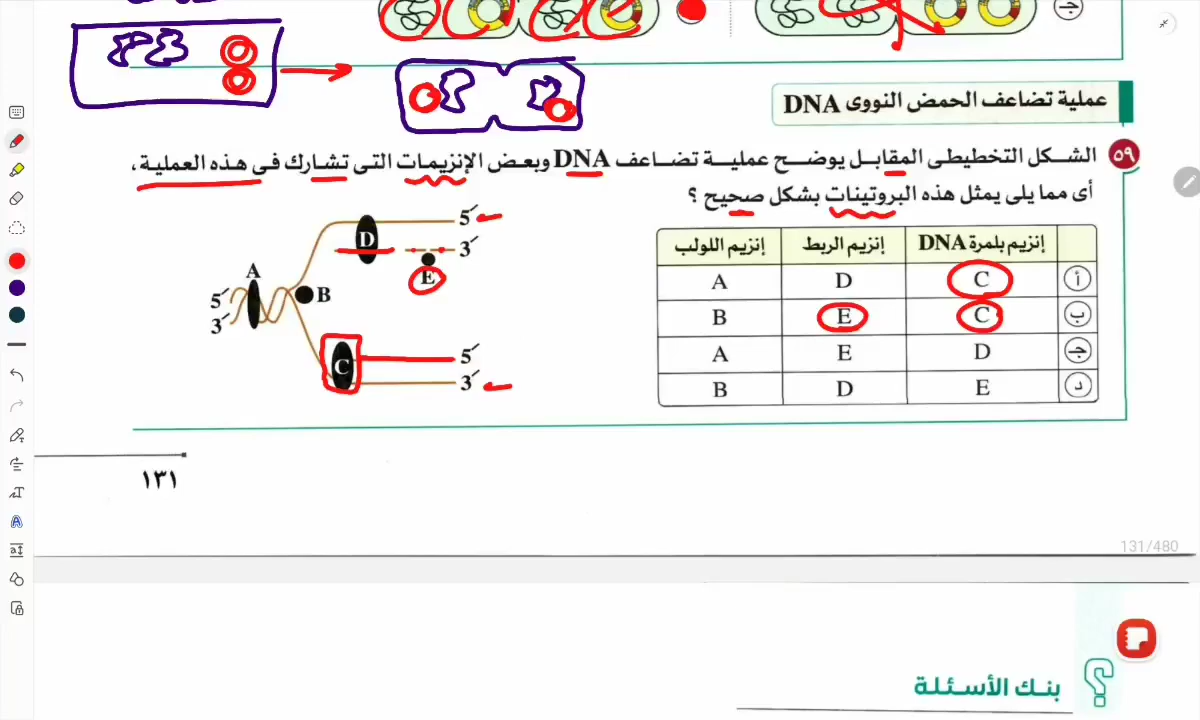 جـ
عملية تضاعف الحمض النووى DNA
٥٩ الشكل التخطيطى المقابل يوضح عملية تضاعف DNA وبعض الإنزيمات التى تشارك فى هذه العملية،
أى مما يلى يمثل هذه البروتينات بشكل صحيح ؟
إنزيم بلمرة DNA إنزيم الربط إنزيم اللولب
أ C D A
ب C E B
جـ D E A
د E D B
5′
D 3′
A E
5′ B
3′
5′
C
3′
١٣١
131/480
بنك الأسئلة